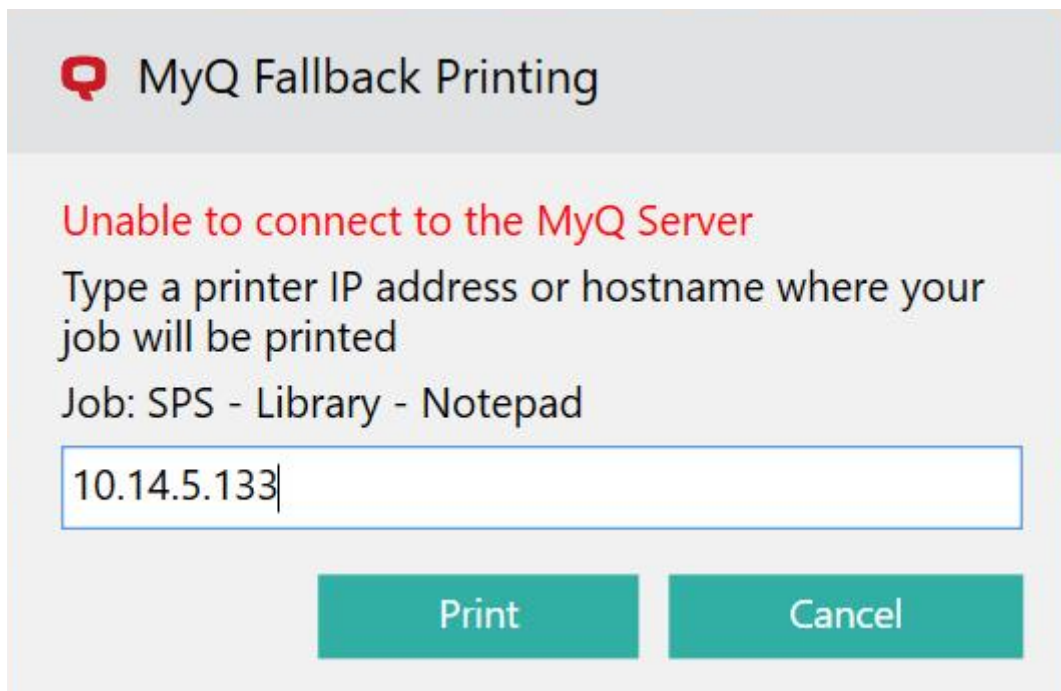 MyQ Fallback Printing
Unable to connect to the MyQ Server
Type a printer IP address or hostname where your
job will be printed
Job: SPS - Library - Notepad
10.14.5.133
Print
Cancel